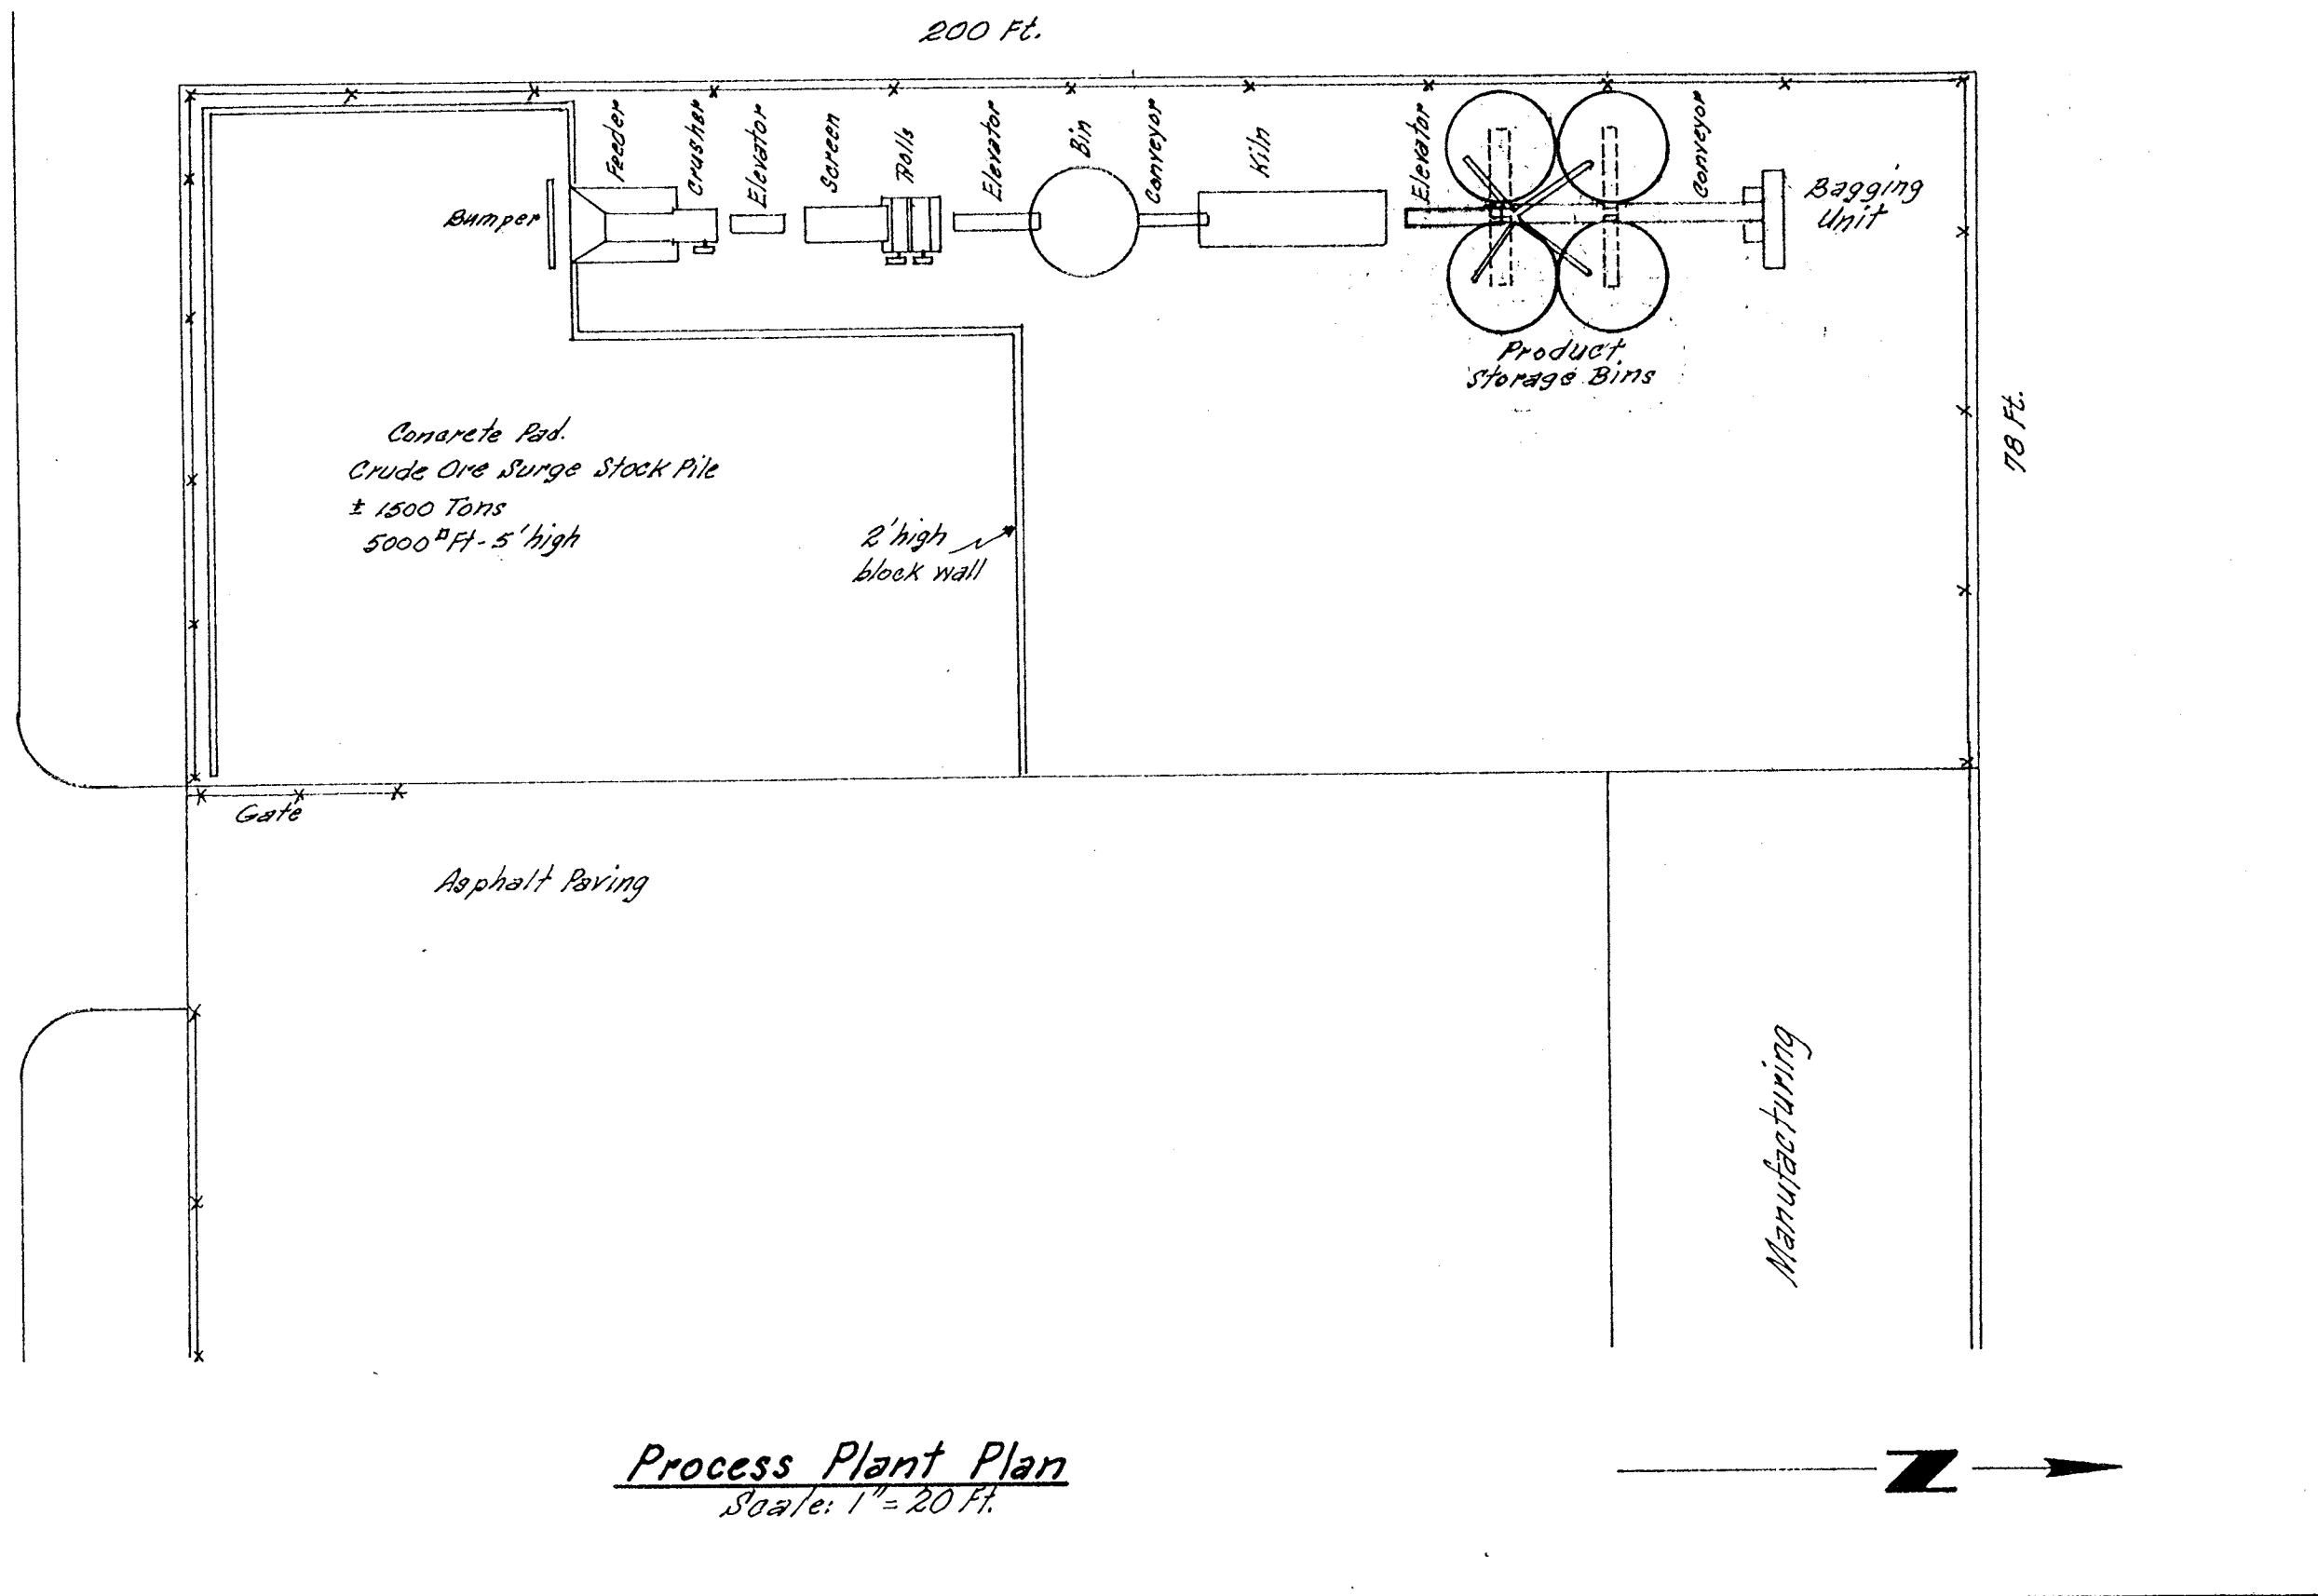 200 Ft.
Feeder
Crusher
Elevator
Screen
Rolls
Elevator
Bin
Conveyor
Kiln
Elevator
Conveyor
Bumper
Bagging
Unit
Product
Storage Bins
78 Ft.
Concrete Pad.
Crude Ore Surge Stock Pile
± 1500 Tons
5000 □' Ft - 5' high
2' high
block wall
Gate
Asphalt Paving
Manufacturing
Process Plant Plan
Scale: 1" = 20 Ft.
N